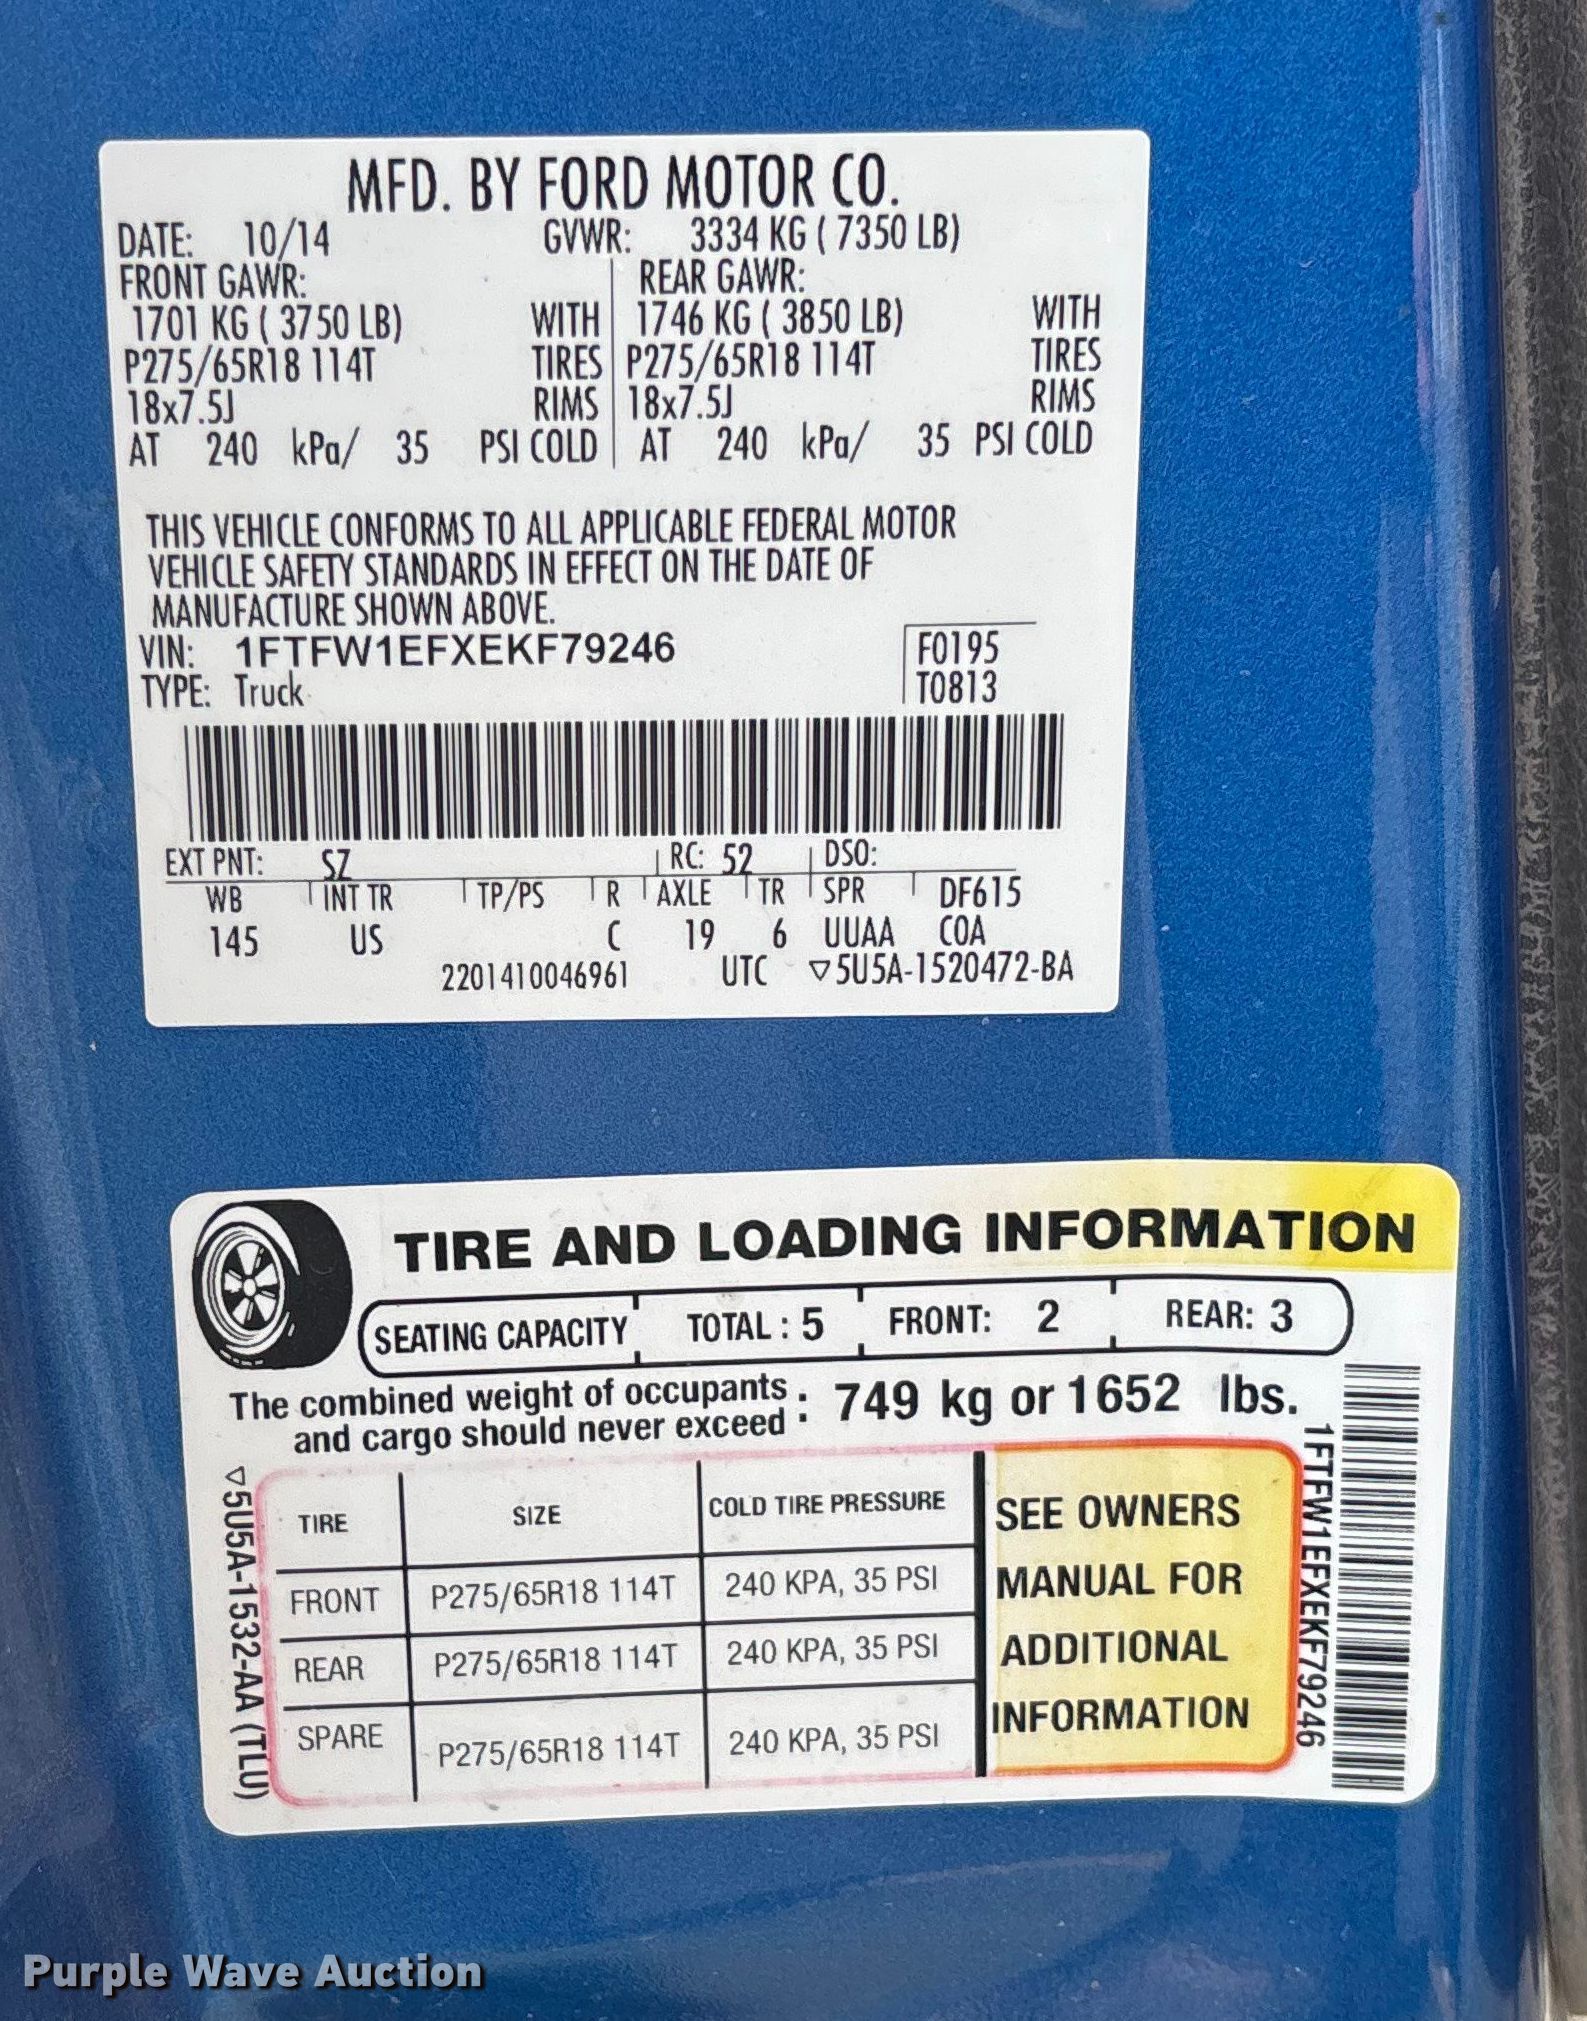 MFD. BY FORD MOTOR CO.
DATE: 10/14 GVWR: 3334 KG ( 7350 LB)
FRONT GAWR: REAR GAWR:
1701 KG ( 3750 LB) WITH 1746 KG ( 3850 LB) WITH
P275/65R18 114T TIRES P275/65R18 114T TIRES
18x7.5J RIMS 18x7.5J RIMS
AT 240 kPa/ 35 PSI COLD AT 240 kPa/ 35 PSI COLD
THIS VEHICLE CONFORMS TO ALL APPLICABLE FEDERAL MOTOR
VEHICLE SAFETY STANDARDS IN EFFECT ON THE DATE OF
MANUFACTURE SHOWN ABOVE.
VIN: 1FTFW1EFXEKF79246 F0195
TYPE: Truck T0813
EXT PNT: SZ RC: 52 DSO:
WB INT TR TP/PS R AXLE TR SPR DF615
145 US C 19 6 UUAA COA
2201410046961 UTC ▽5U5A-1520472-BA
TIRE AND LOADING INFORMATION
SEATING CAPACITY TOTAL : 5 FRONT: 2 REAR: 3
The combined weight of occupants
and cargo should never exceed : 749 kg or 1652 lbs.
TIRE SIZE COLD TIRE PRESSURE
FRONT P275/65R18 114T 240 KPA, 35 PSI
REAR P275/65R18 114T 240 KPA, 35 PSI
SPARE P275/65R18 114T 240 KPA, 35 PSI
SEE OWNERS
MANUAL FOR
ADDITIONAL
INFORMATION
▽5U5A-1532-AA (TLU)
1FTFW1EFXEKF79246
Purple Wave Auction